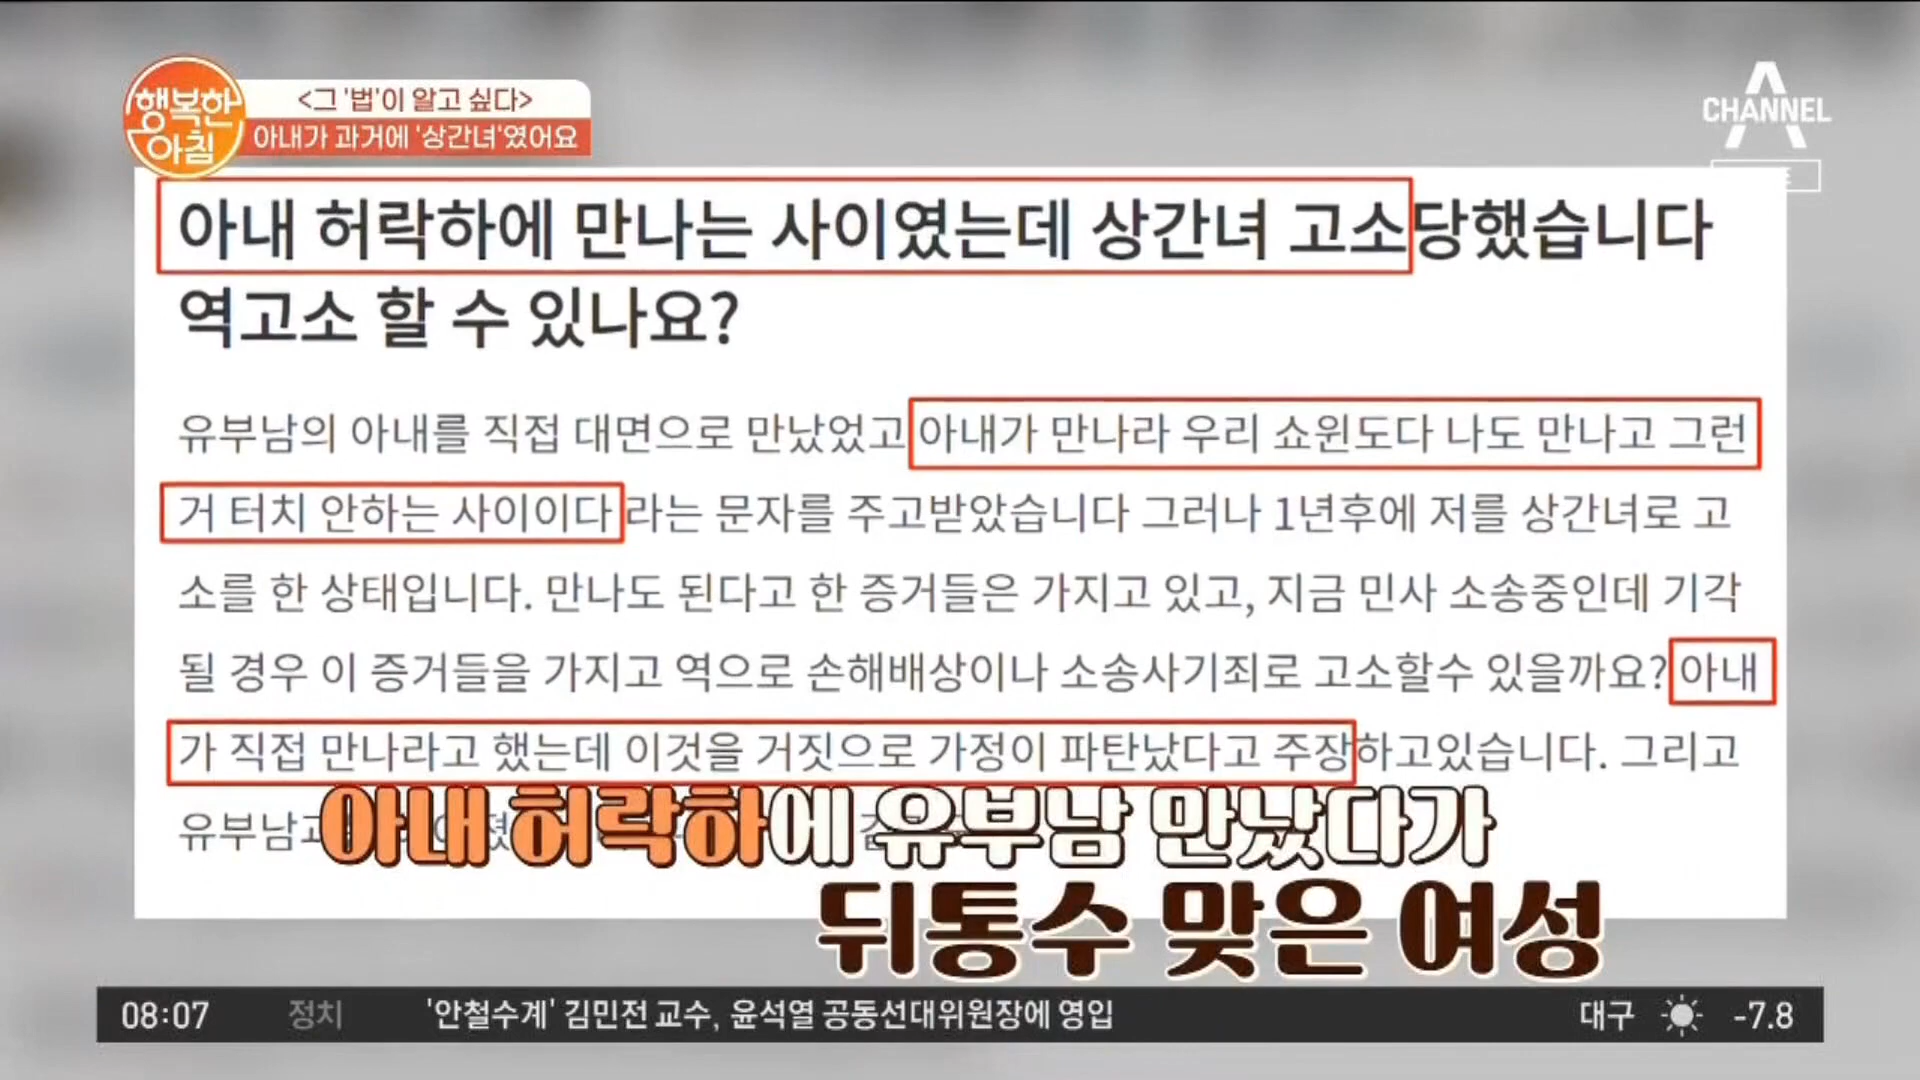 행복한
아침
<그 '법'이 알고 싶다>
아내가 과거에 '상간녀'였어요
CHANNEL A
아내 허락하에 만나는 사이였는데 상간녀 고소당했습니다
역고소 할 수 있나요?
유부남의 아내를 직접 대면으로 만났었고 아내가 만나라 우리 쇼윈도다 나도 만나고 그런
거 터치 안하는 사이이다 라는 문자를 주고받았습니다 그러나 1년후에 저를 상간녀로 고
소를 한 상태입니다. 만나도 된다고 한 증거들은 가지고 있고, 지금 민사 소송중인데 기각
될 경우 이 증거들을 가지고 역으로 손해배상이나 소송사기죄로 고소할수 있을까요? 아내
가 직접 만나라고 했는데 이것을 거짓으로 가정이 파탄났다고 주장하고있습니다. 그리고
유부남과
아내 허락하에 유부남 만났다가
뒤통수 맞은 여성
08:07 정치 '안철수계' 김민전 교수, 윤석열 공동선대위원장에 영입 대구 -7.8